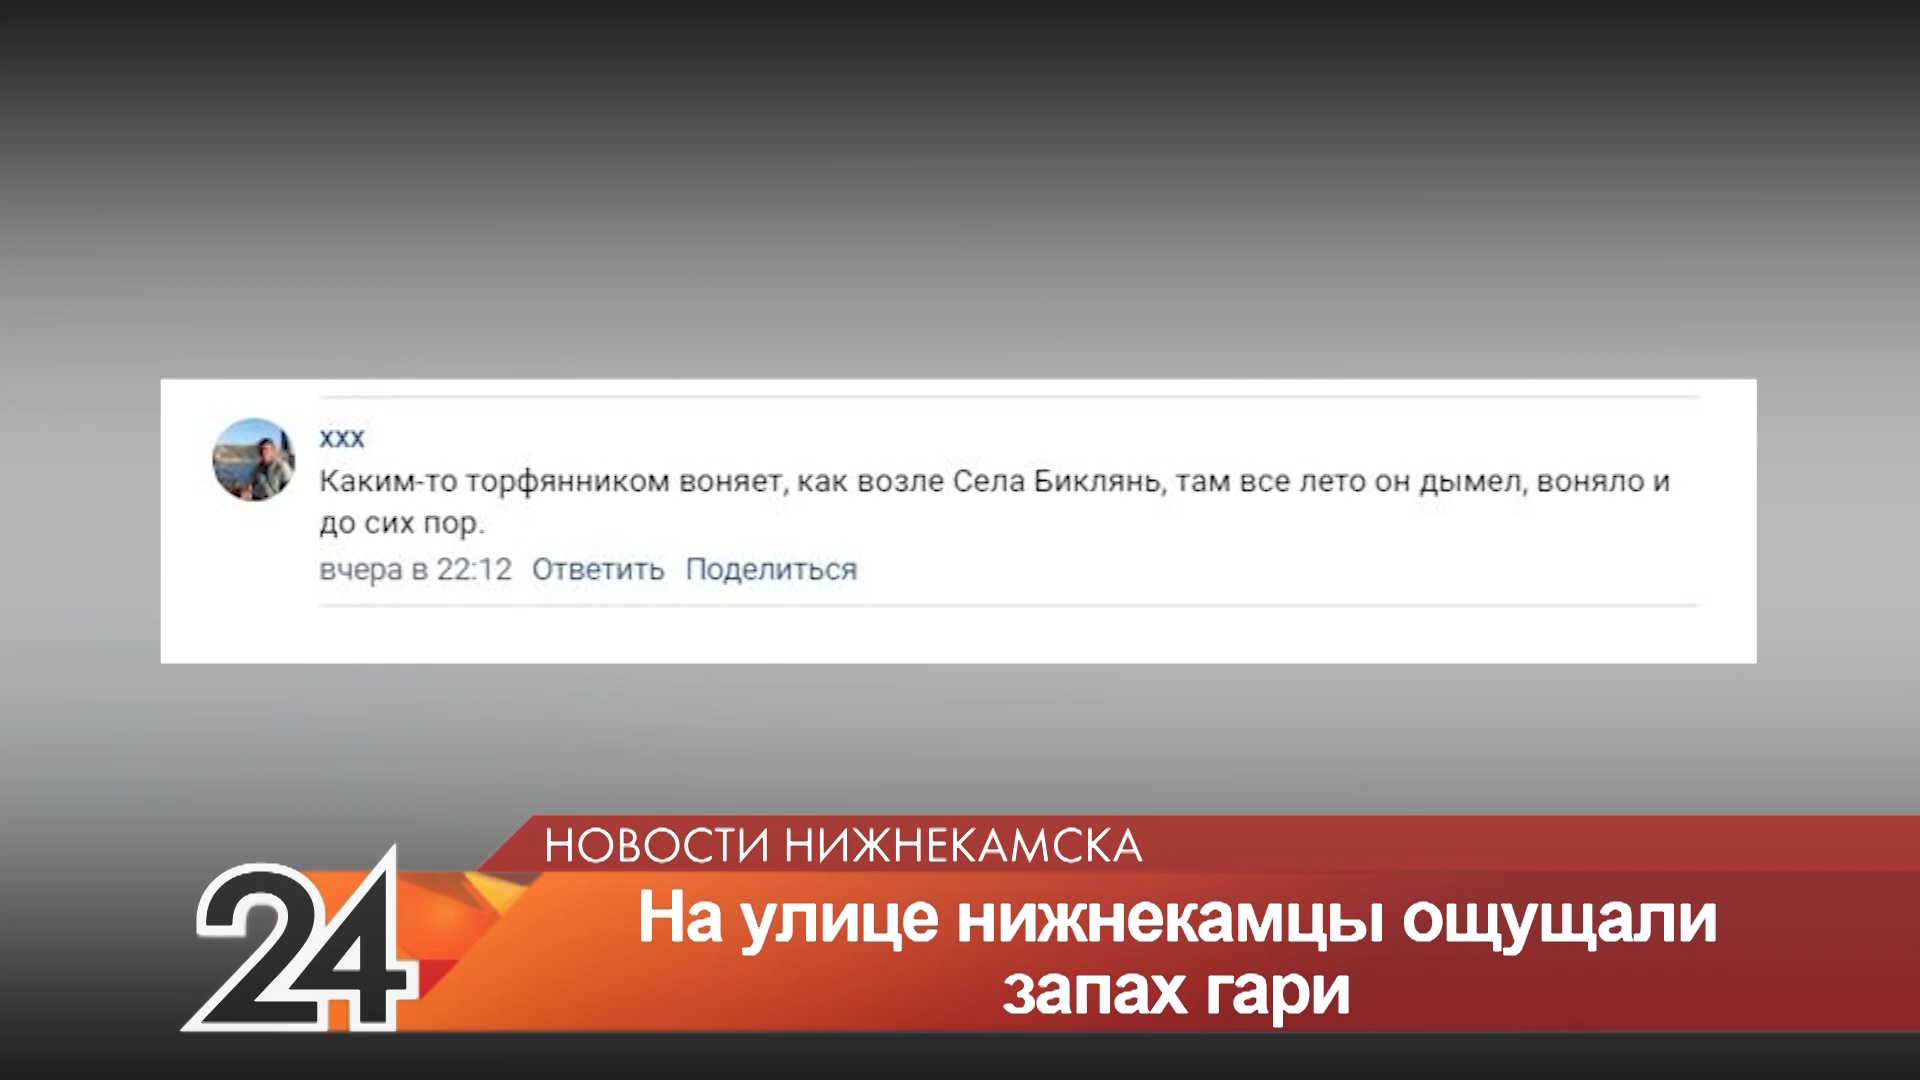 xxx
Каким-то торфянником воняет, как возле Села Биклянь, там все лето он дымел, воняло и
до сих пор.
вчера в 22:12 Ответить Поделиться
НОВОСТИ НИЖНЕКАМСКА
24
На улице нижнекамцы ощущали
запах гари